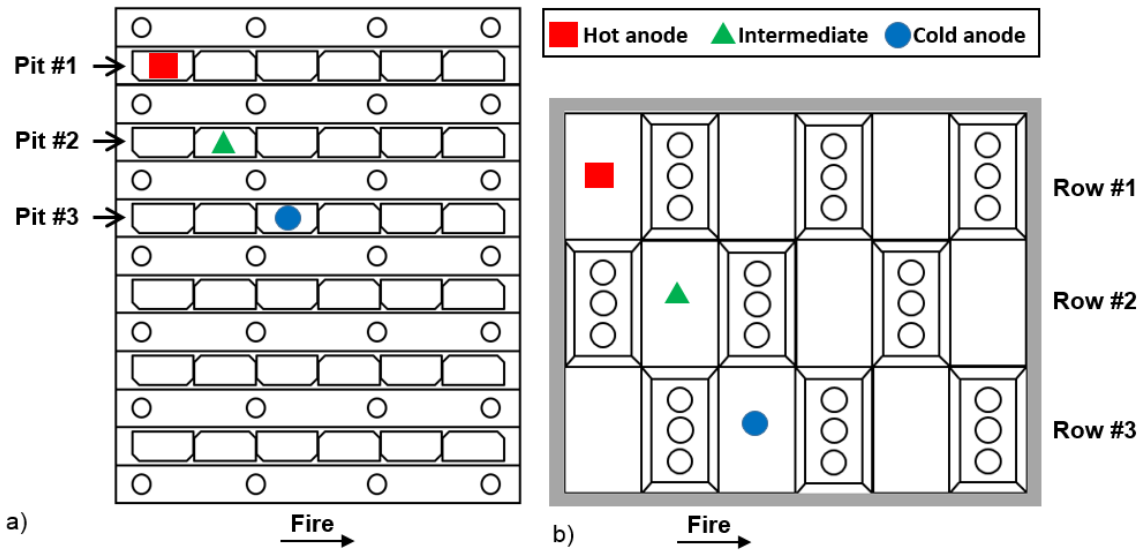 Hot anode Intermediate Cold anode
Pit #1
Pit #2
Pit #3
a)
Fire
Row #1
Row #2
Row #3
b)
Fire